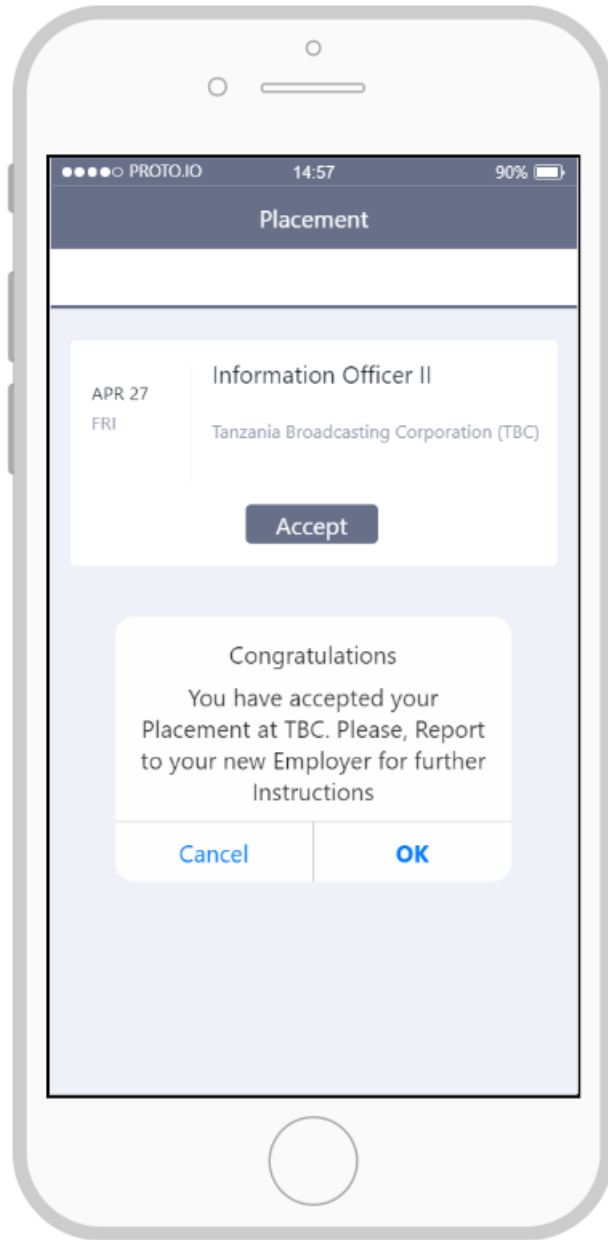 PROTO.IO 14:57 90%
Placement
APR 27
FRI
Information Officer II
Tanzania Broadcasting Corporation (TBC)
Accept
Congratulations
You have accepted your
Placement at TBC. Please, Report
to your new Employer for further
Instructions
Cancel OK